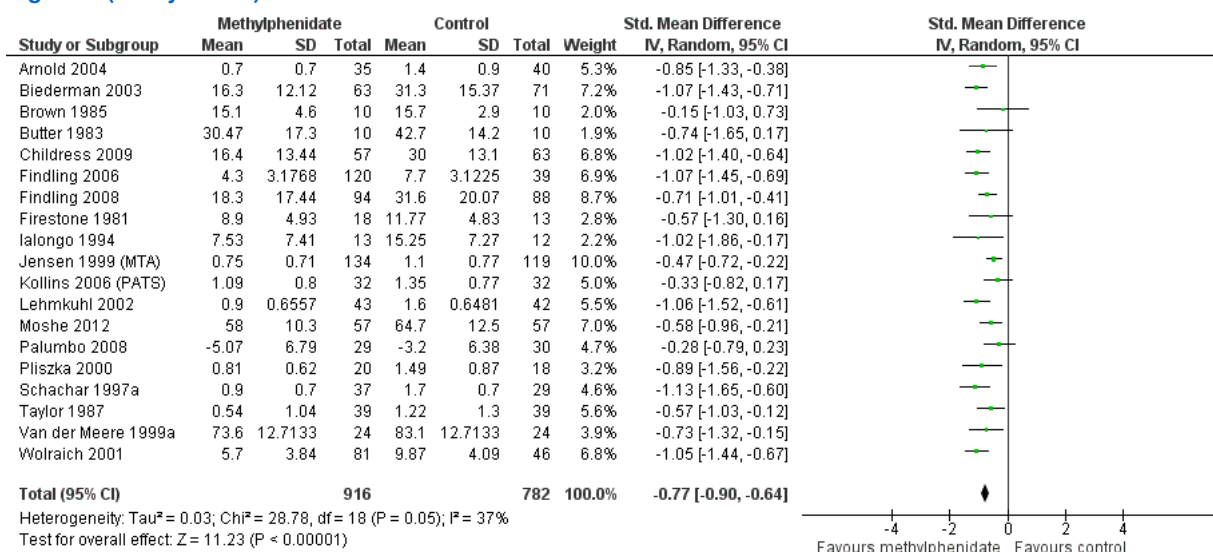 Methylphenidate Control Std. Mean Difference Std. Mean Difference
Study or Subgroup Mean SD Total Mean SD Total Weight IV, Random, 95% CI IV, Random, 95% CI
Arnold 2004 0.7 0.7 35 1.4 0.9 40 5.3% -0.85 [-1.33, -0.38]
Biederman 2003 16.3 12.12 63 31.3 15.37 71 7.2% -1.07 [-1.43, -0.71]
Brown 1985 15.1 4.6 10 15.7 2.9 10 2.0% -0.15 [-1.03, 0.73]
Butter 1983 30.47 17.3 10 42.7 14.2 10 1.9% -0.74 [-1.65, 0.17]
Childress 2009 16.4 13.44 57 30 13.1 63 6.8% -1.02 [-1.40, -0.64]
Findling 2006 4.3 3.1768 120 7.7 3.1225 39 6.9% -1.07 [-1.45, -0.69]
Findling 2008 18.3 17.44 94 31.6 20.07 88 8.7% -0.71 [-1.01, -0.41]
Firestone 1981 8.9 4.93 18 11.77 4.83 13 2.8% -0.57 [-1.30, 0.16]
Ialongo 1994 7.53 7.41 13 15.25 7.27 12 2.2% -1.02 [-1.86, -0.17]
Jensen 1999 (MTA) 0.75 0.71 134 1.1 0.77 119 10.0% -0.47 [-0.72, -0.22]
Kollins 2006 (PATS) 1.09 0.8 32 1.35 0.77 32 5.0% -0.33 [-0.82, 0.17]
Lehmkuhl 2002 0.9 0.6557 43 1.6 0.6481 42 5.5% -1.06 [-1.52, -0.61]
Moshe 2012 58 10.3 57 64.7 12.5 57 7.0% -0.58 [-0.96, -0.21]
Palumbo 2008 -5.07 6.79 29 -3.2 6.38 30 4.7% -0.28 [-0.79, 0.23]
Pliszka 2000 0.81 0.62 20 1.49 0.87 18 3.2% -0.89 [-1.56, -0.22]
Schachar 1997a 0.9 0.7 37 1.7 0.7 29 4.6% -1.13 [-1.65, -0.60]
Taylor 1987 0.54 1.04 39 1.22 1.3 39 5.6% -0.57 [-1.03, -0.12]
Van der Meere 1999a 73.6 12.7133 24 83.1 12.7133 24 3.9% -0.73 [-1.32, -0.15]
Wolraich 2001 5.7 3.84 81 9.87 4.09 46 6.8% -1.05 [-1.44, -0.67]
Total (95% CI) 916 782 100.0% -0.77 [-0.90, -0.64]
Heterogeneity: Tau² = 0.03; Chi² = 28.78, df = 18 (P = 0.05); I² = 37%
Test for overall effect: Z = 11.23 (P < 0.00001)
-4 -2 0 2 4
Favours methylphenidate Favours control